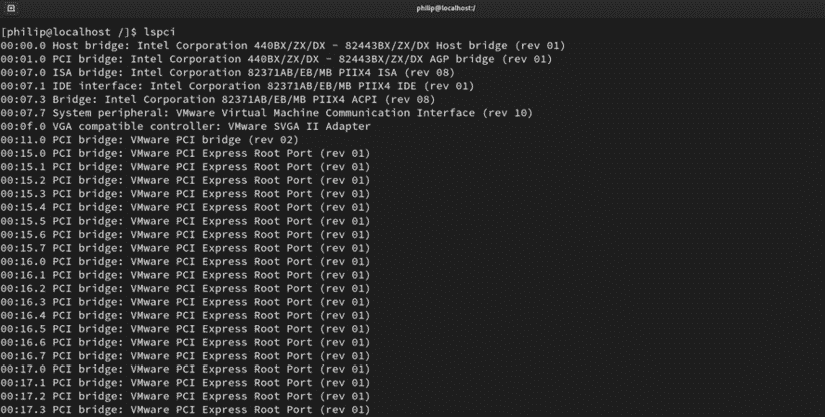 philip@localhost:/
[philip@localhost /]$ lspci
00:00.0 Host bridge: Intel Corporation 440BX/ZX/DX - 82443BX/ZX/DX Host bridge (rev 01)
00:01.0 PCI bridge: Intel Corporation 440BX/ZX/DX - 82443BX/ZX/DX AGP bridge (rev 01)
00:07.0 ISA bridge: Intel Corporation 82371AB/EB/MB PIIX4 ISA (rev 08)
00:07.1 IDE interface: Intel Corporation 82371AB/EB/MB PIIX4 IDE (rev 01)
00:07.3 Bridge: Intel Corporation 82371AB/EB/MB PIIX4 ACPI (rev 08)
00:07.7 System peripheral: VMware Virtual Machine Communication Interface (rev 10)
00:0f.0 VGA compatible controller: VMware SVGA II Adapter
00:11.0 PCI bridge: VMware PCI bridge (rev 02)
00:15.0 PCI bridge: VMware PCI Express Root Port (rev 01)
00:15.1 PCI bridge: VMware PCI Express Root Port (rev 01)
00:15.2 PCI bridge: VMware PCI Express Root Port (rev 01)
00:15.3 PCI bridge: VMware PCI Express Root Port (rev 01)
00:15.4 PCI bridge: VMware PCI Express Root Port (rev 01)
00:15.5 PCI bridge: VMware PCI Express Root Port (rev 01)
00:15.6 PCI bridge: VMware PCI Express Root Port (rev 01)
00:15.7 PCI bridge: VMware PCI Express Root Port (rev 01)
00:16.0 PCI bridge: VMware PCI Express Root Port (rev 01)
00:16.1 PCI bridge: VMware PCI Express Root Port (rev 01)
00:16.2 PCI bridge: VMware PCI Express Root Port (rev 01)
00:16.3 PCI bridge: VMware PCI Express Root Port (rev 01)
00:16.4 PCI bridge: VMware PCI Express Root Port (rev 01)
00:16.5 PCI bridge: VMware PCI Express Root Port (rev 01)
00:16.6 PCI bridge: VMware PCI Express Root Port (rev 01)
00:16.7 PCI bridge: VMware PCI Express Root Port (rev 01)
00:17.0 PCI bridge: VMware PCI Express Root Port (rev 01)
00:17.1 PCI bridge: VMware PCI Express Root Port (rev 01)
00:17.2 PCI bridge: VMware PCI Express Root Port (rev 01)
00:17.3 PCI bridge: VMware PCI Express Root Port (rev 01)